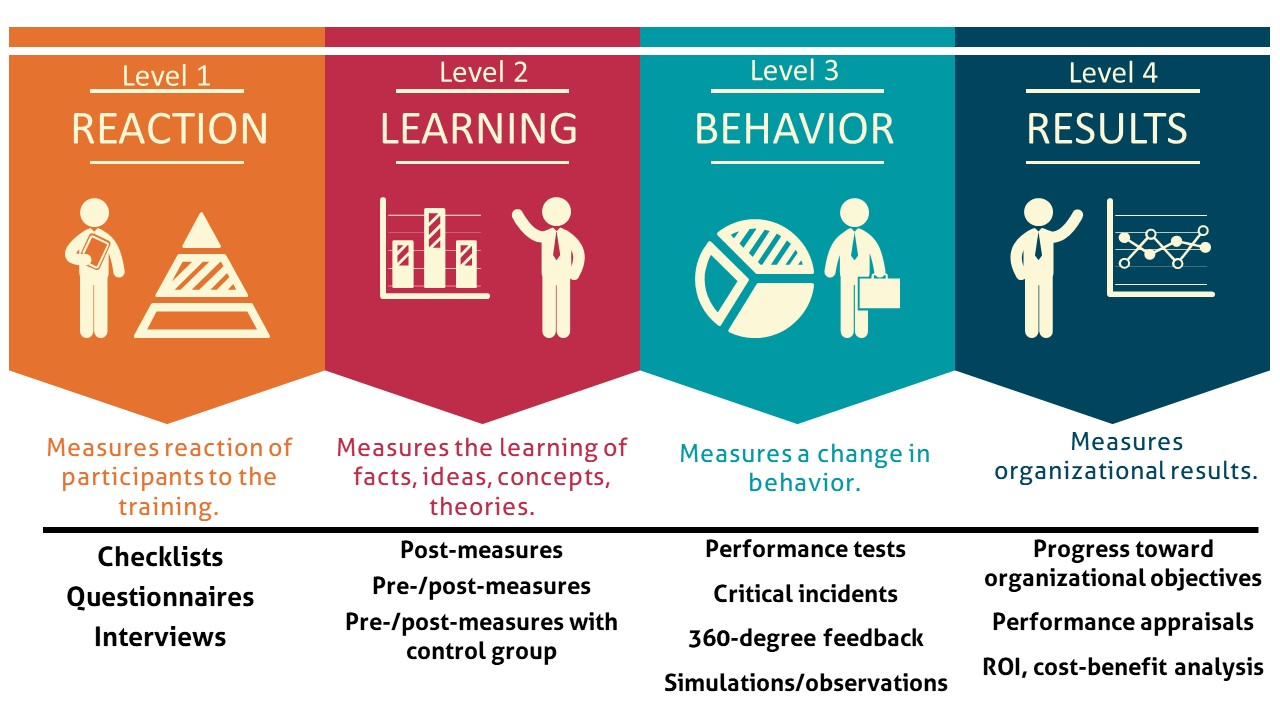 Level 1
REACTION
Measures reaction of
participants to the
training.
Checklists
Questionnaires
Interviews
Level 2
LEARNING
Measures the learning of
facts, ideas, concepts,
theories.
Post-measures
Pre-/post-measures
Pre-/post-measures with
control group
Level 3
BEHAVIOR
Measures a change in
behavior.
Performance tests
Critical incidents
360-degree feedback
Simulations/observations
Level 4
RESULTS
Measures
organizational results.
Progress toward
organizational objectives
Performance appraisals
ROI, cost-benefit analysis